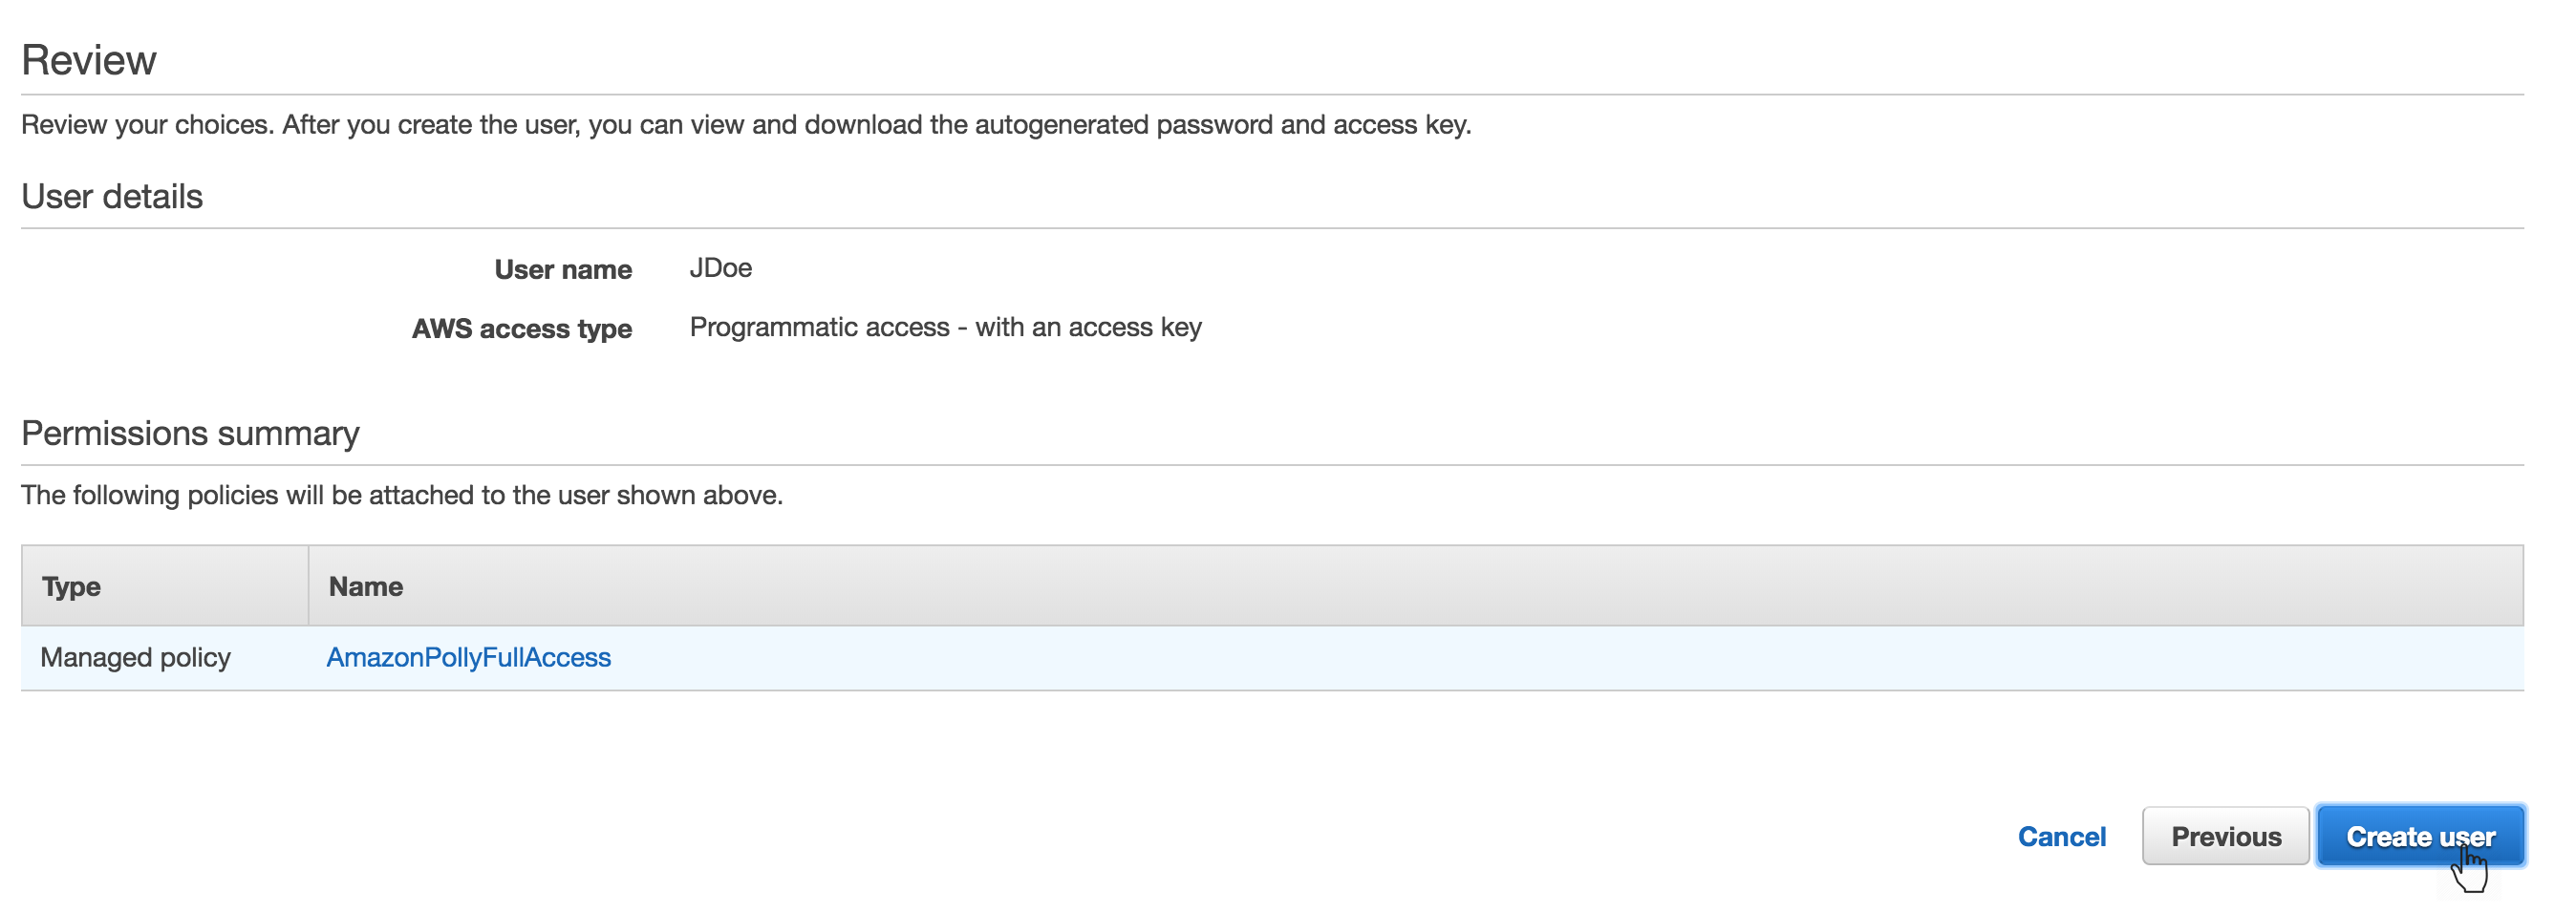 Review
Review your choices. After you create the user, you can view and download the autogenerated password and access key.
User details
User name JDoe
AWS access type Programmatic access - with an access key
Permissions summary
The following policies will be attached to the user shown above.
Type Name
Managed policy AmazonPollyFullAccess
Cancel Previous Create user